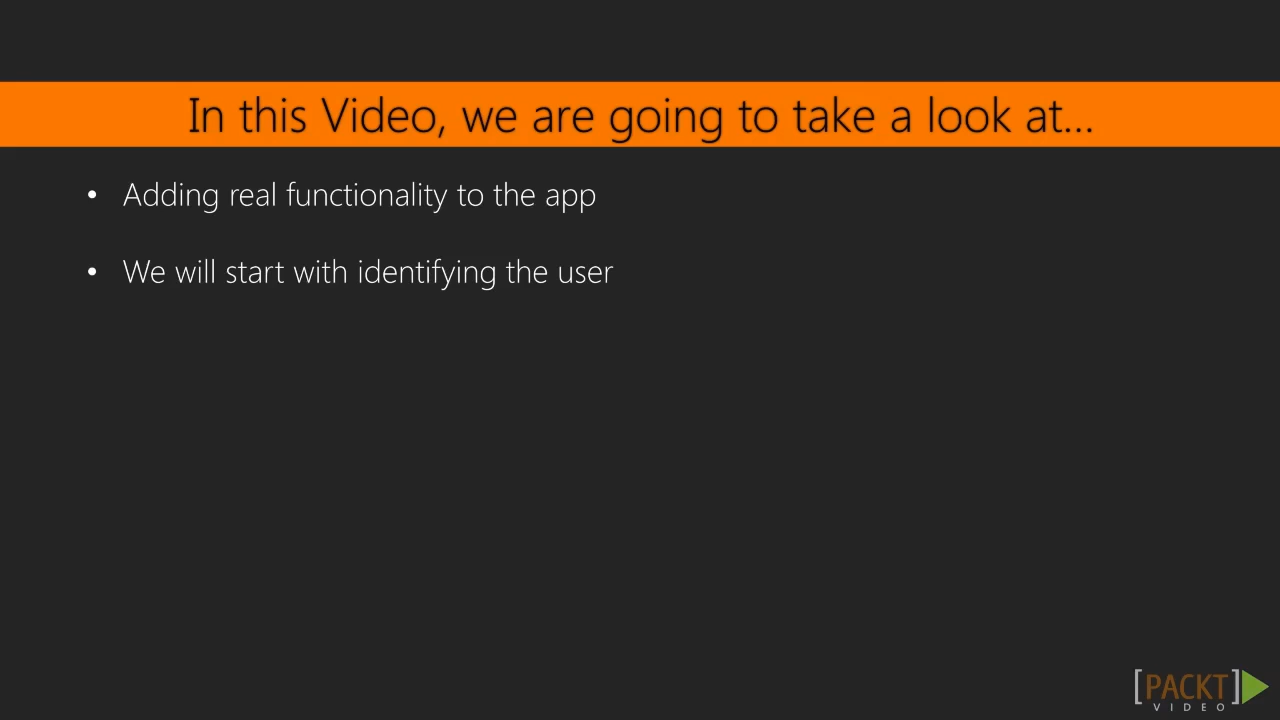 In this Video, we are going to take a look at...
• Adding real functionality to the app
• We will start with identifying the user
[PACKT]
VIDEO